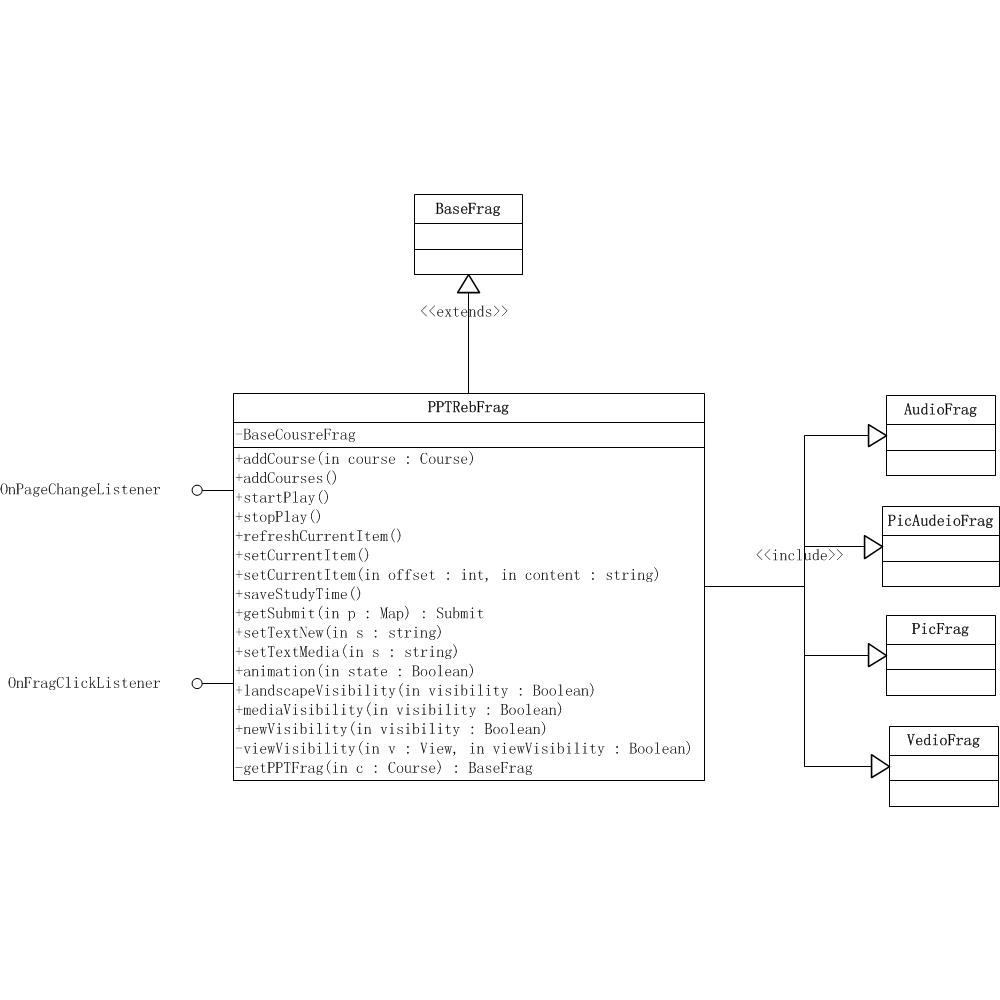 BaseFrag
<<extends>>
PPTRebFrag
-BaseCousreFrag
+addCourse(in course : Course)
+addCourses()
+startPlay()
+stopPlay()
+refreshCurrentItem()
+setCurrentItem()
+setCurrentItem(in offset : int, in content : string)
+saveStudyTime()
+getSubmit(in p : Map) : Submit
+setTextNew(in s : string)
+setTextMedia(in s : string)
+animation(in state : Boolean)
+landscapeVisibility(in visibility : Boolean)
+mediaVisibility(in visibility : Boolean)
+newVisibility(in visibility : Boolean)
-viewVisibility(in v : View, in viewVisibility : Boolean)
-getPPTFrag(in c : Course) : BaseFrag
OnPageChangeListener
OnFragClickListener
<<include>>
AudioFrag
PicAudeioFrag
PicFrag
VedioFrag